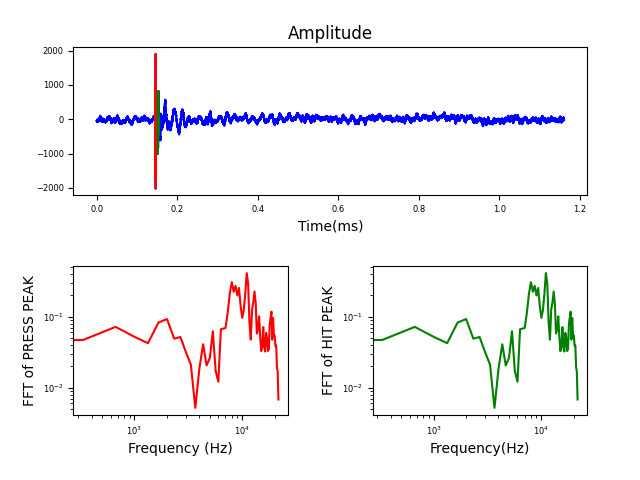 Amplitude
2000
1000
0
−1000
−2000
0.0 0.2 0.4 0.6 0.8 1.0 1.2
Time(ms)
FFT of PRESS PEAK
10⁻¹
10⁻²
10³ 10⁴
Frequency (Hz)
FFT of HIT PEAK
10⁻¹
10⁻²
10³ 10⁴
Frequency(Hz)